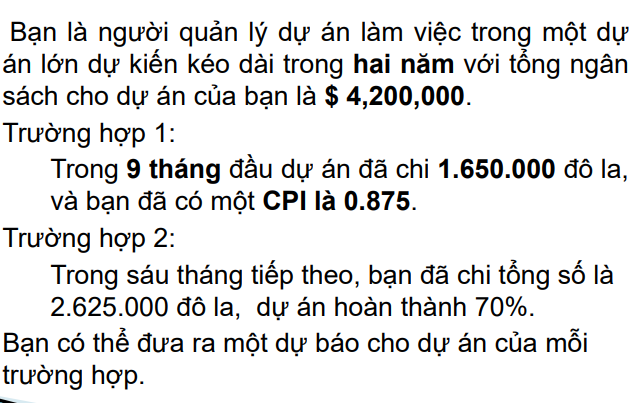 Bạn là người quản lý dự án làm việc trong một dự
án lớn dự kiến kéo dài trong hai năm với tổng ngân
sách cho dự án của bạn là $ 4,200,000.
Trường hợp 1:
Trong 9 tháng đầu dự án đã chi 1.650.000 đô la,
và bạn đã có một CPI là 0.875.
Trường hợp 2:
Trong sáu tháng tiếp theo, bạn đã chi tổng số là
2.625.000 đô la, dự án hoàn thành 70%.
Bạn có thể đưa ra một dự báo cho dự án của mỗi
trường hợp.